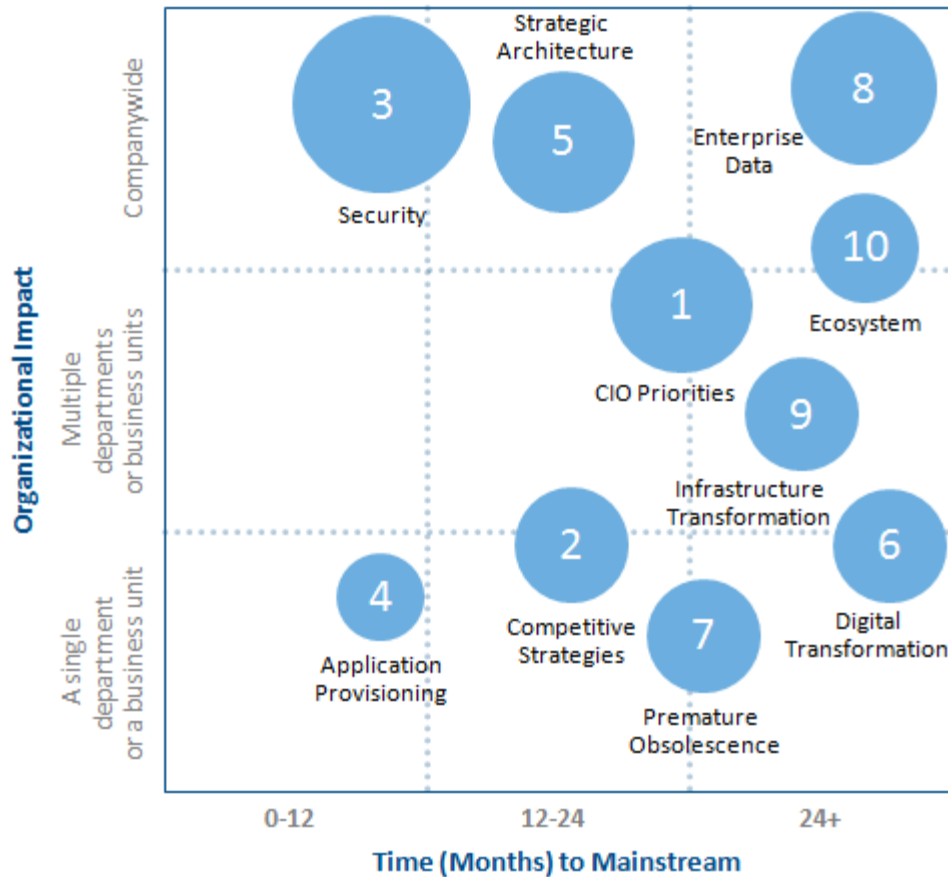 Organizational Impact
Companywide
Multiple
departments
or business units
A single
department
or a business unit
3
Security
Strategic
Architecture
5
8
Enterprise
Data
10
Ecosystem
1
CIO Priorities
9
Infrastructure
Transformation
2
Competitive
Strategies
6
Digital
Transformation
4
Application
Provisioning
7
Premature
Obsolescence
0-12
12-24
24+
Time (Months) to Mainstream